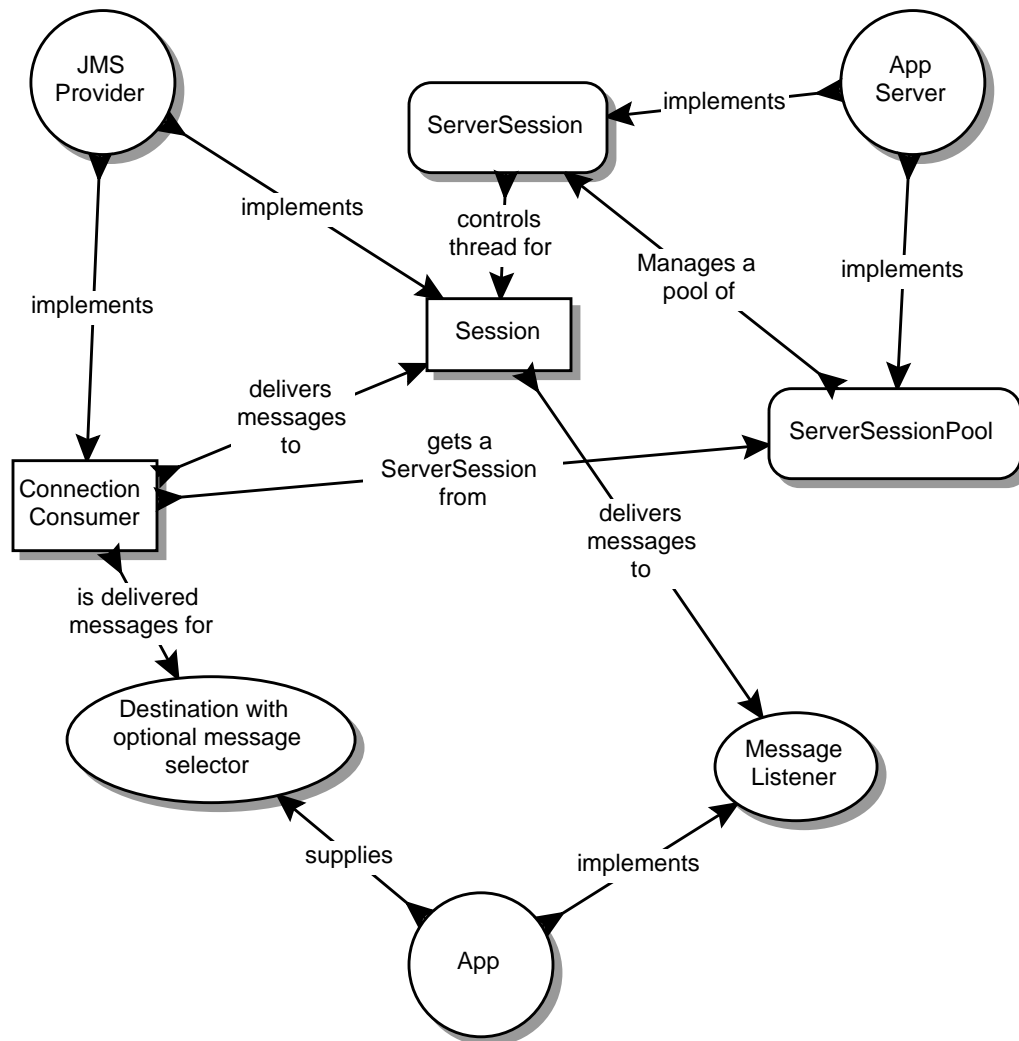 JMS
Provider
App
Server
implements
ServerSession
implements
controls
thread for
Manages a
pool of
implements
implements
Session
delivers
messages
to
gets a
ServerSession
from
ServerSessionPool
Connection
Consumer
delivers
messages
to
is delivered
messages for
Destination with
optional message
selector
Message
Listener
supplies
implements
App